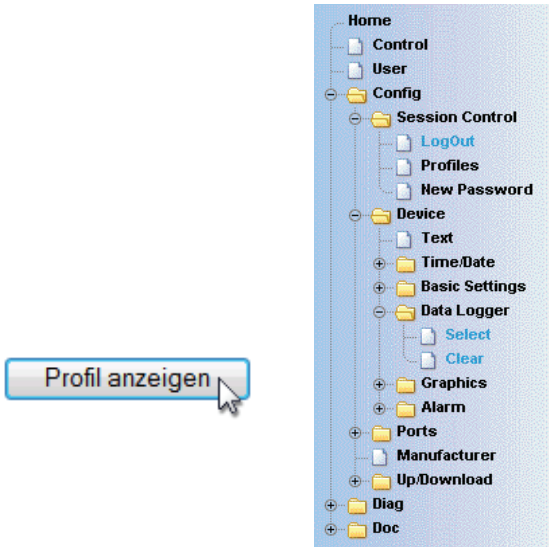 Profil anzeigen
Home
Control
User
Config
Session Control
LogOut
Profiles
New Password
Device
Text
Time/Date
Basic Settings
Data Logger
Select
Clear
Graphics
Alarm
Ports
Manufacturer
Up/Download
Diag
Doc